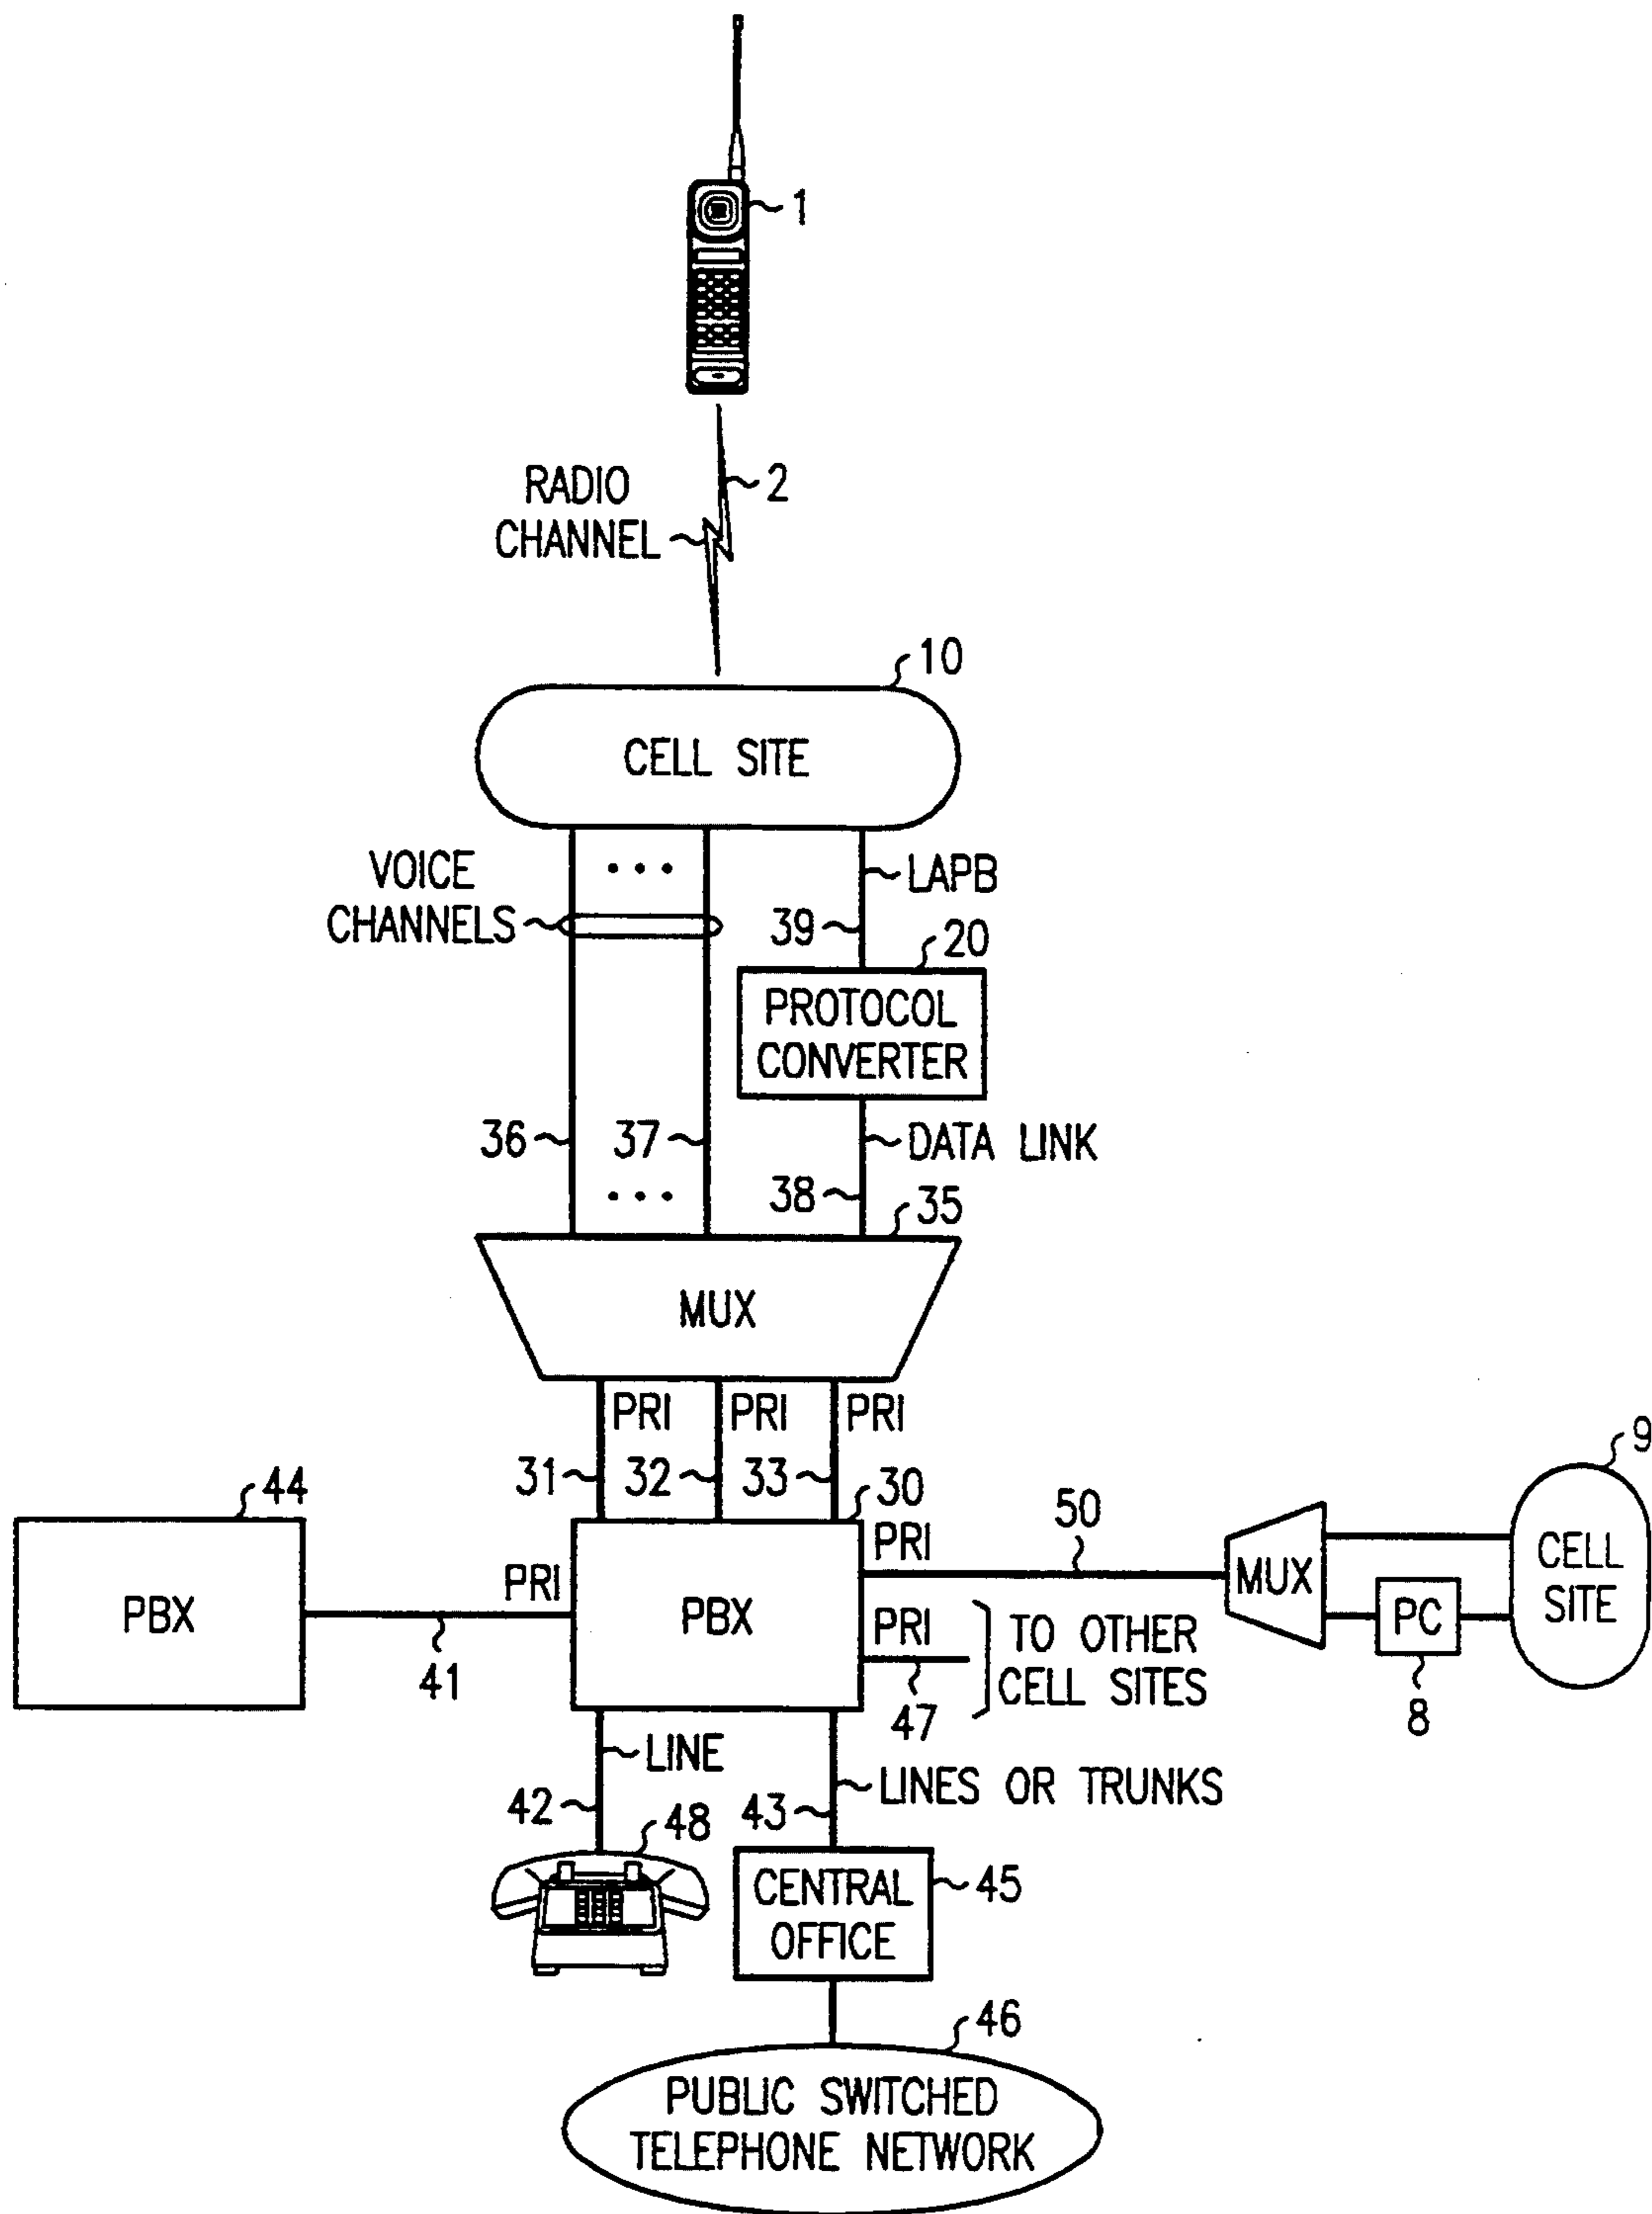 1
RADIO
CHANNEL
2
10
CELL SITE
VOICE
CHANNELS
LAPB
39
20
PROTOCOL
CONVERTER
36
37
DATA LINK
38
35
MUX
PRI
PRI
PRI
31
32
33
30
44
PBX
PRI
41
PBX
PRI
50
MUX
9
CELL
SITE
PC
8
PRI
47
TO OTHER
CELL SITES
LINE
42
48
LINES OR TRUNKS
43
CENTRAL
OFFICE
45
46
PUBLIC SWITCHED
TELEPHONE NETWORK